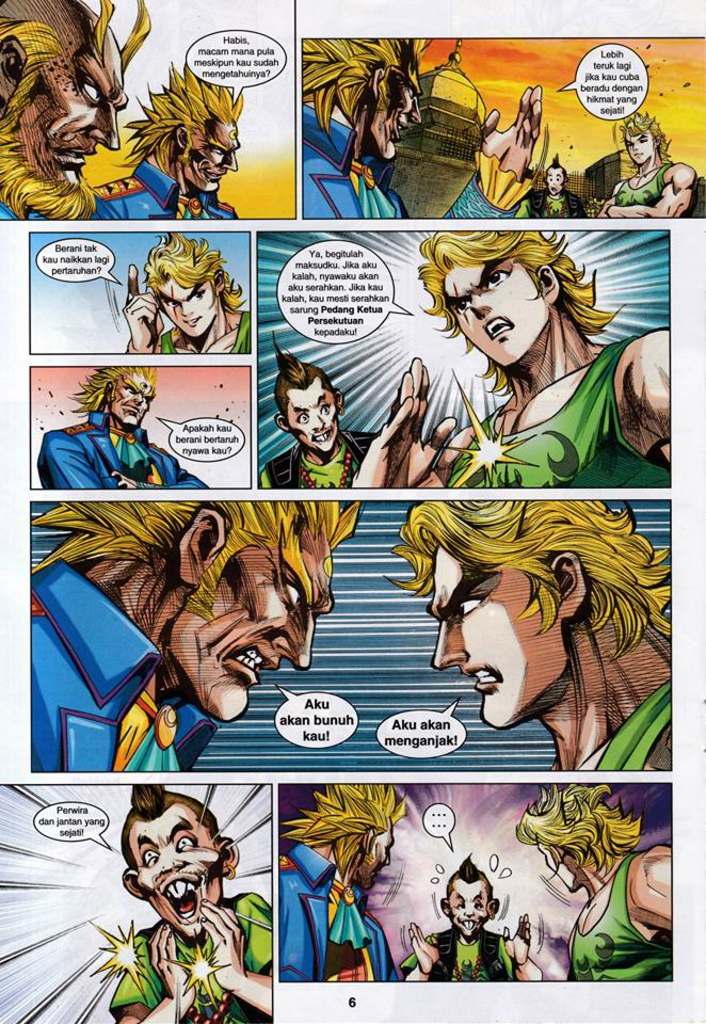 Habis,
macam mana pula
meskipun kau sudah
mengetahuinya?
Lebih
teruk lagi
jika kau cuba
beradu dengan
hikmat yang
sejati!
Berani tak
kau naikkan lagi
pertaruhan?
Ya, begitulah
maksudku. Jika aku
kalah, nyawaku akan
aku serahkan. Jika kau
kalah, kau mesti serahkan
sarung Pedang Ketua
Persekutuan
kepadaku!
Apakah kau
berani bertaruh
nyawa kau?
Aku
akan bunuh
kau!
Aku akan
menganjak!
Perwira
dan jantan yang
sejati!
...
...
6